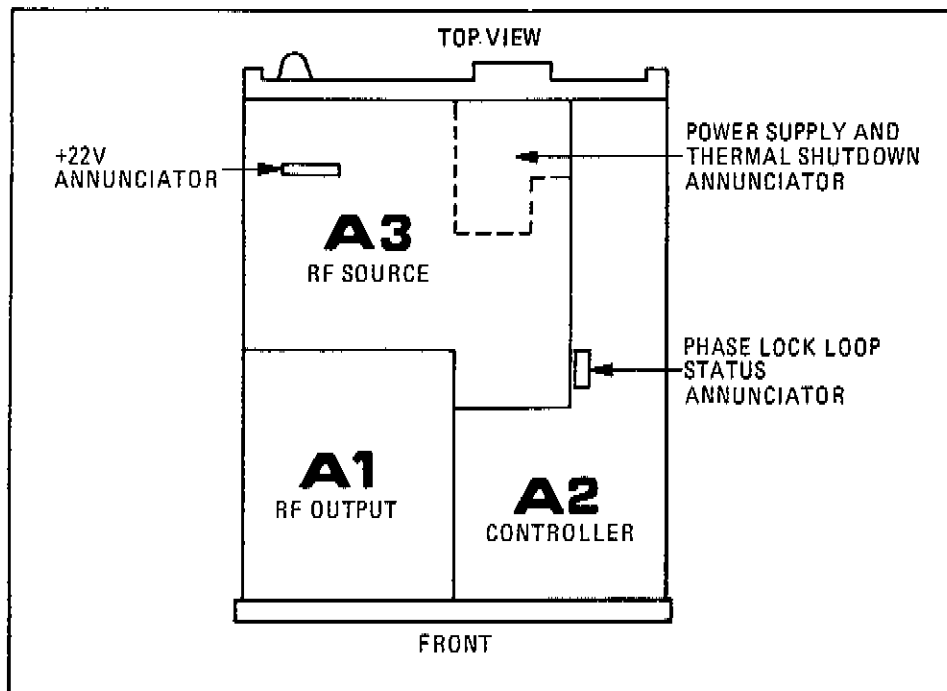 TOP VIEW
+22V
ANNUNCIATOR
POWER SUPPLY AND
THERMAL SHUTDOWN
ANNUNCIATOR
A3
RF SOURCE
PHASE LOCK LOOP
STATUS
ANNUNCIATOR
A1
RF OUTPUT
A2
CONTROLLER
FRONT